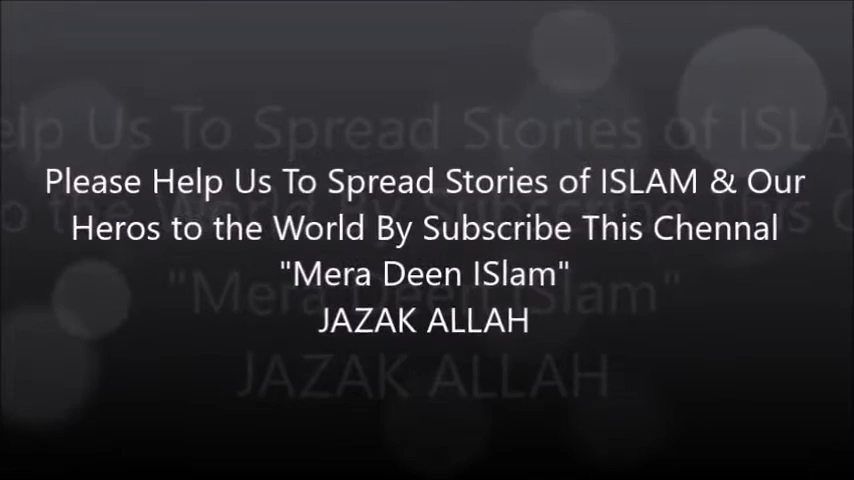 Please Help Us To Spread Stories of ISLAM & Our
Heros to the World By Subscribe This Chennal
"Mera Deen ISlam"
JAZAK ALLAH